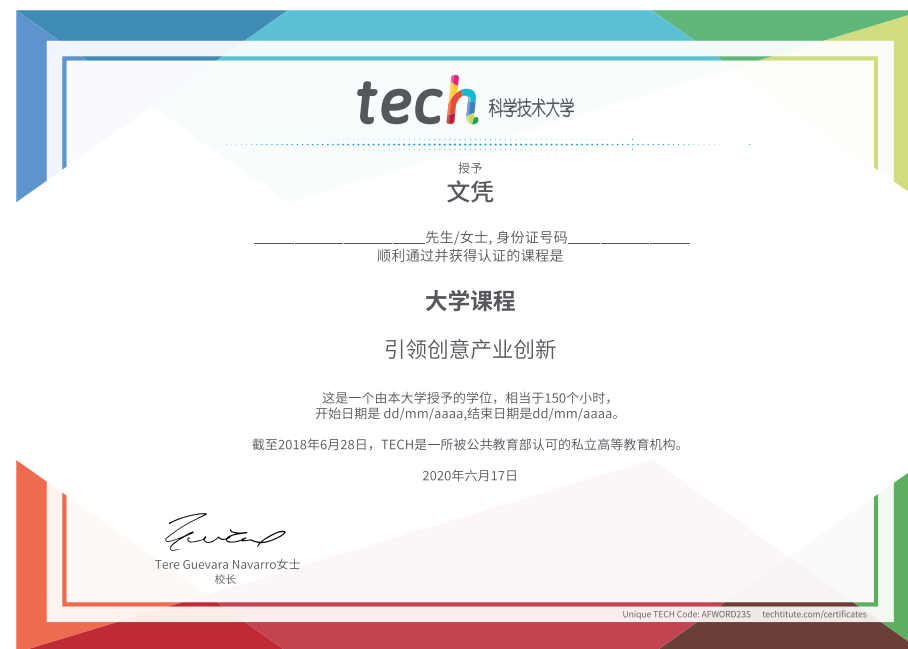 tech 科学技术大学
授予
文凭
先生/女士, 身份证号码
顺利通过并获得认证的课程是
大学课程
引领创意产业创新
这是一个由本大学授予的学位，相当于150个小时，
开始日期是 dd/mm/aaaa,结束日期是dd/mm/aaaa。
截至2018年6月28日，TECH是一所被公共教育部认可的私立高等教育机构。
2020年六月17日
Tere Guevara Navarro女士
校长
Unique TECH Code: AFWORD23S techtitute.com/certificates